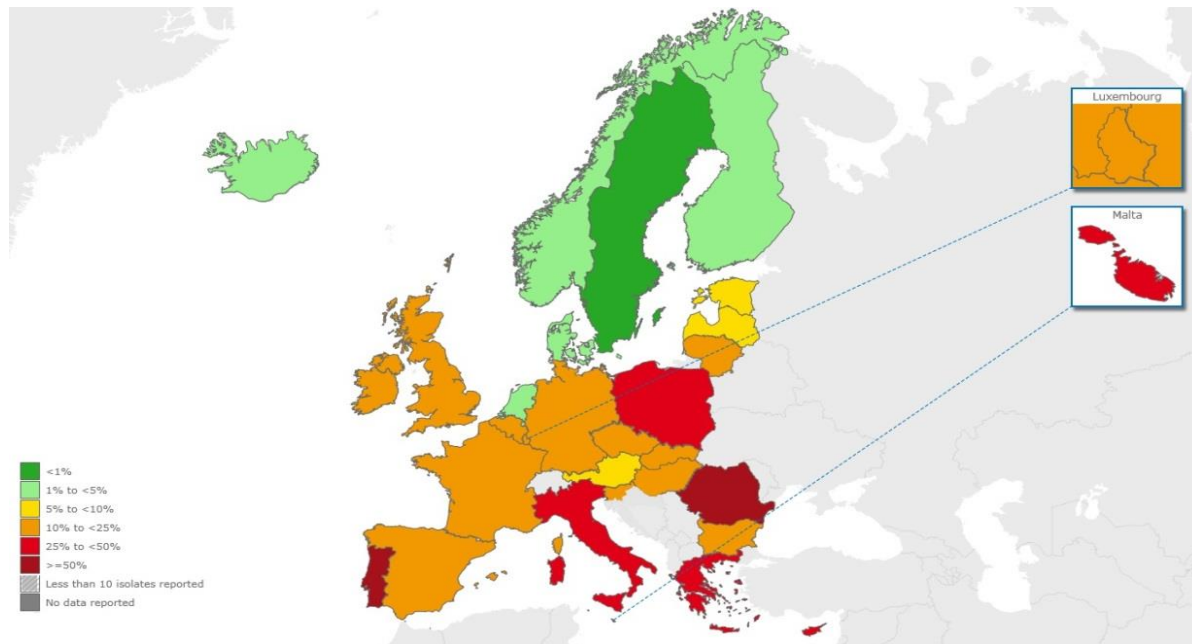 Luxembourg
Malta
<1%
1% to <5%
5% to <10%
10% to <25%
25% to <50%
>=50%
Less than 10 isolates reported
No data reported